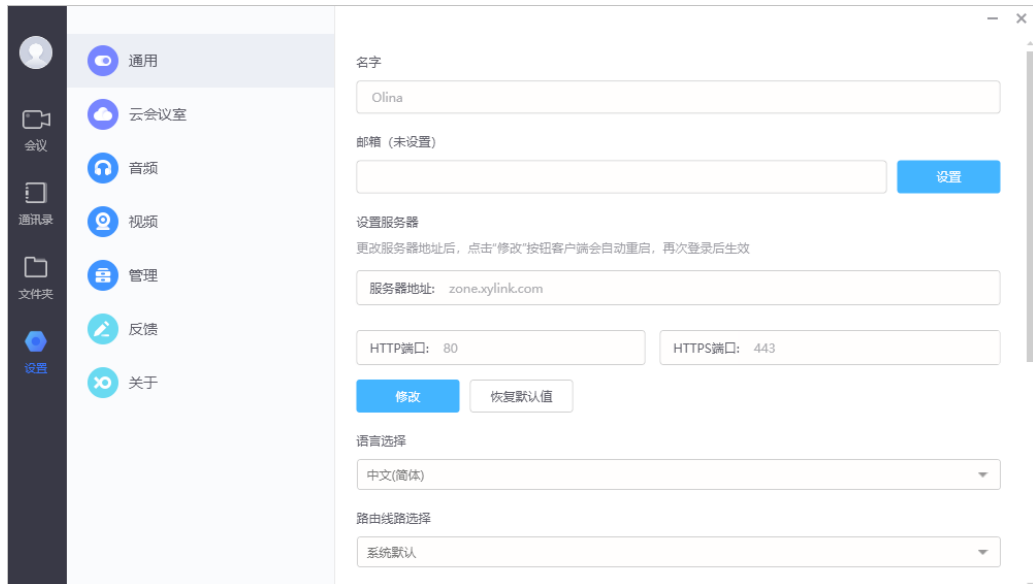 会议
通讯录
文件夹
设置
通用
云会议室
音频
视频
管理
反馈
关于
名字
Olina
邮箱（未设置）
设置
设置服务器
更改服务器地址后，点击“修改”按钮客户端会自动重启，再次登录后生效
服务器地址: zone.xylink.com
HTTP端口: 80 HTTPS端口: 443
修改 恢复默认值
语言选择
中文(简体)
路由线路选择
系统默认